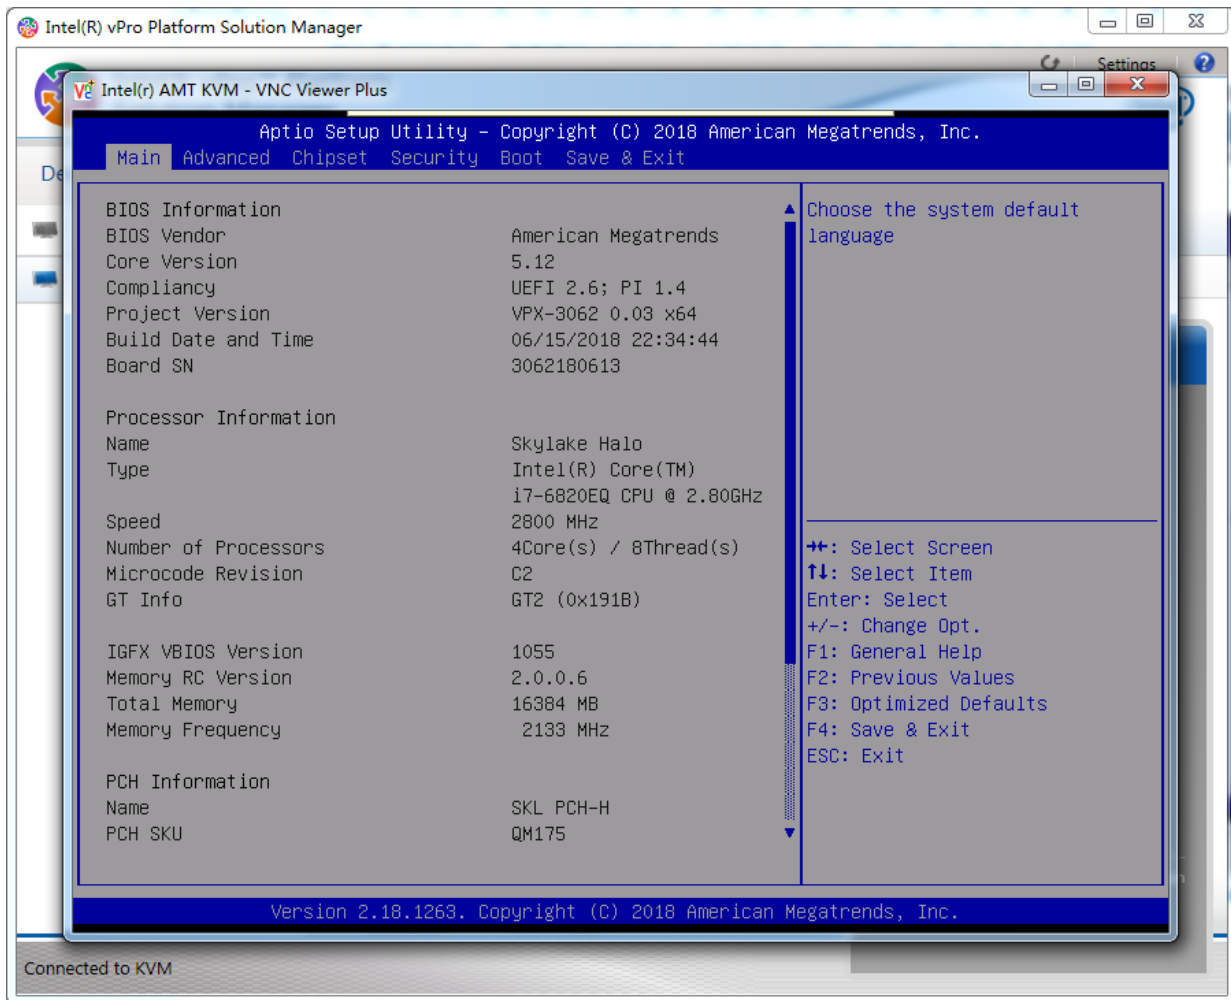 Intel(R) vPro Platform Solution Manager
Settings
Intel(r) AMT KVM - VNC Viewer Plus
Aptio Setup Utility – Copyright (C) 2018 American Megatrends, Inc.
Main Advanced Chipset Security Boot Save & Exit
De
BIOS Information
BIOS Vendor American Megatrends
Core Version 5.12
Compliancy UEFI 2.6; PI 1.4
Project Version VPX-3062 0.03 x64
Build Date and Time 06/15/2018 22:34:44
Board SN 3062180613
Processor Information
Name Skylake Halo
Type Intel(R) Core(TM)
i7-6820EQ CPU @ 2.80GHz
Speed 2800 MHz
Number of Processors 4Core(s) / 8Thread(s)
Microcode Revision C2
GT Info GT2 (0x191B)
IGFX VBIOS Version 1055
Memory RC Version 2.0.0.6
Total Memory 16384 MB
Memory Frequency 2133 MHz
PCH Information
Name SKL PCH-H
PCH SKU QM175
Choose the system default
language
→←: Select Screen
↑↓: Select Item
Enter: Select
+/-: Change Opt.
F1: General Help
F2: Previous Values
F3: Optimized Defaults
F4: Save & Exit
ESC: Exit
Version 2.18.1263. Copyright (C) 2018 American Megatrends, Inc.
Connected to KVM